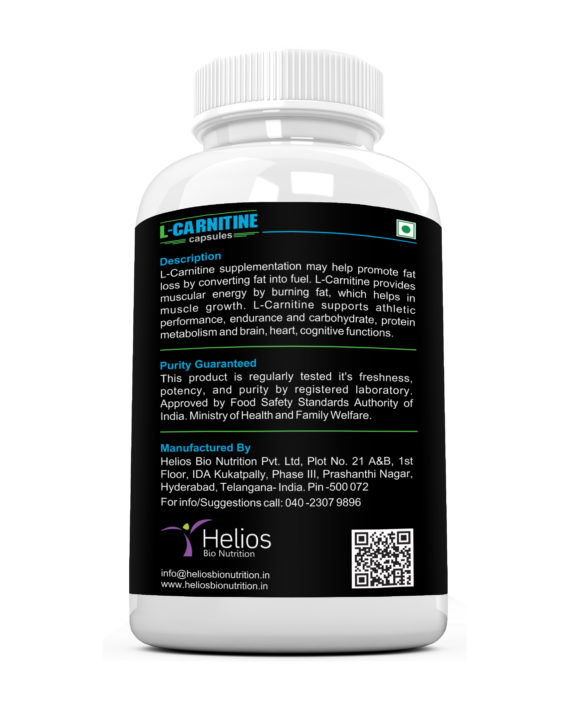 L-CARNITINE
capsules
Description
L-Carnitine supplementation may help promote fat
loss by converting fat into fuel. L-Carnitine provides
muscular energy by burning fat, which helps in
muscle growth. L-Carnitine supports athletic
performance, endurance and carbohydrate, protein
metabolism and brain, heart, cognitive functions.
Purity Guaranteed
This product is regularly tested it's freshness,
potency, and purity by registered laboratory.
Approved by Food Safety Standards Authority of
India. Ministry of Health and Family Welfare.
Manufactured By
Helios Bio Nutrition Pvt. Ltd, Plot No. 21 A&B, 1st
Floor, IDA Kukatpally, Phase III, Prashanthi Nagar,
Hyderabad, Telangana- India. Pin -500 072
For info/Suggestions call: 040 -2307 9896
Helios
Bio Nutrition
info@heliosbionutrition.in
www.heliosbionutrition.in